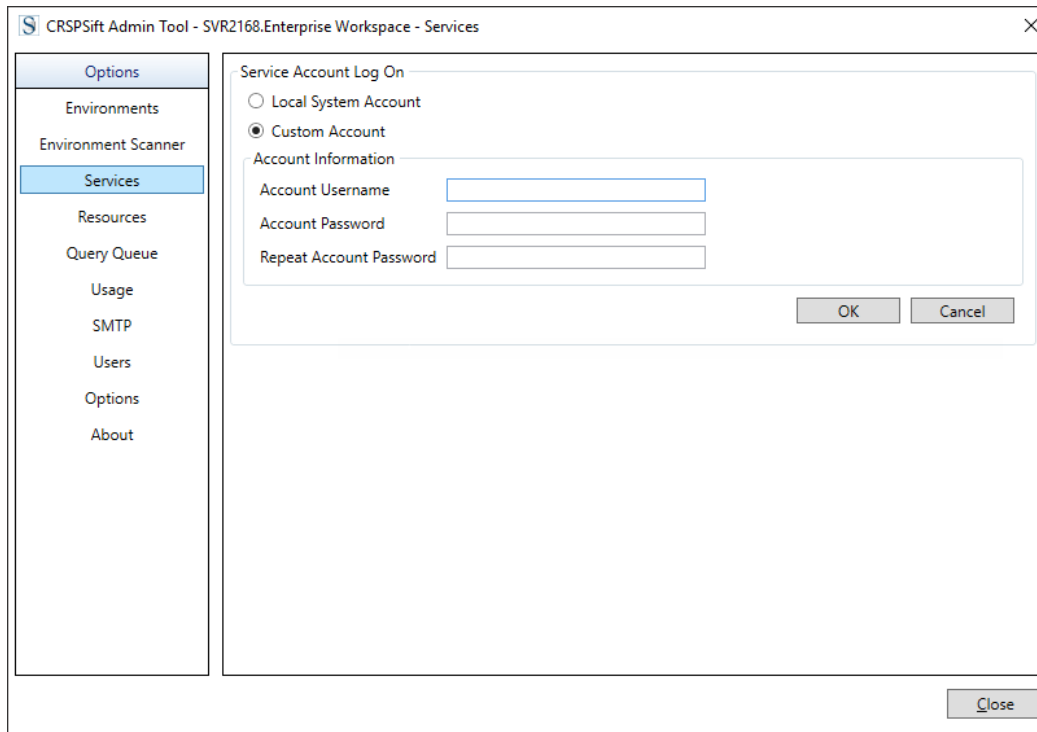 CRSPSift Admin Tool - SVR2168.Enterprise Workspace - Services
Options
Environments
Environment Scanner
Services
Resources
Query Queue
Usage
SMTP
Users
Options
About
Service Account Log On
Local System Account
Custom Account
Account Information
Account Username
Account Password
Repeat Account Password
OK Cancel
Close